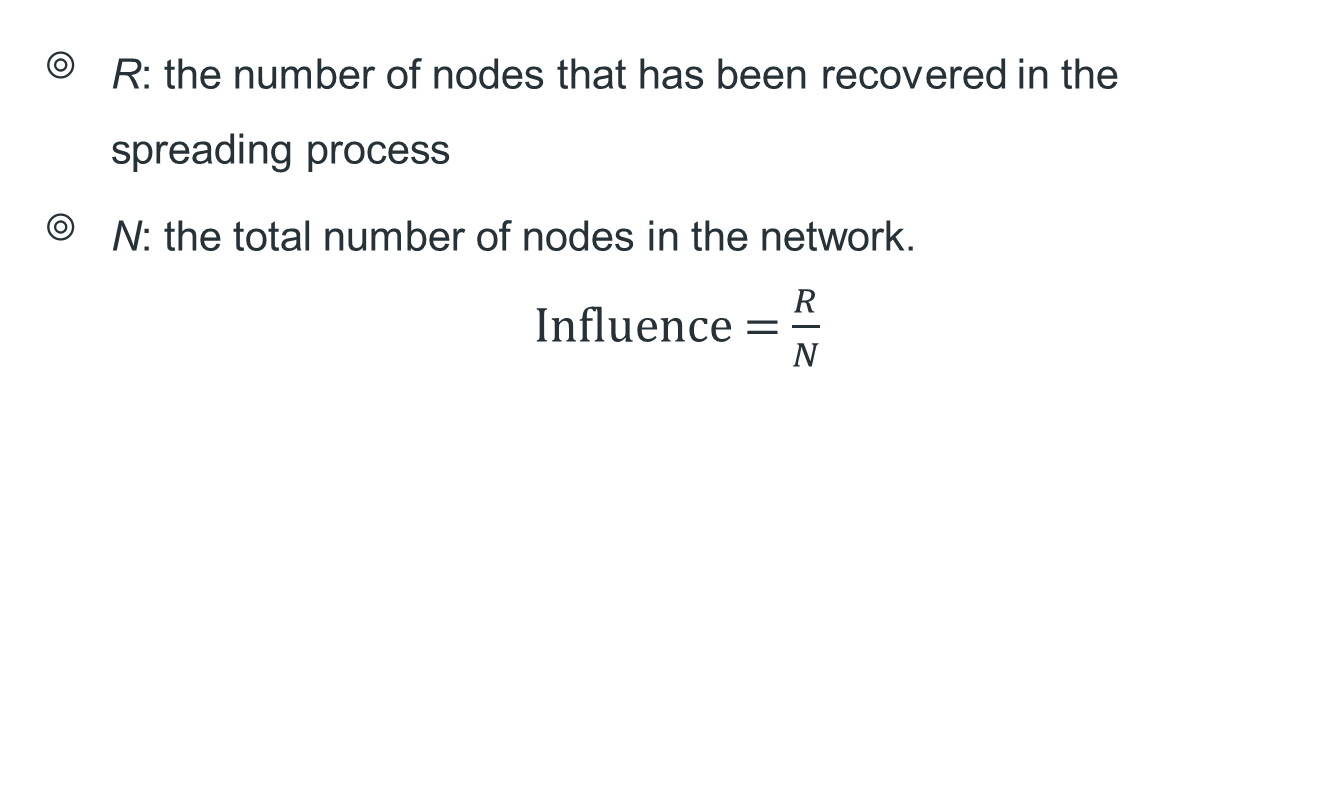 ◎ R: the number of nodes that has been recovered in the
spreading process
◎ N: the total number of nodes in the network.
Influence = R/N